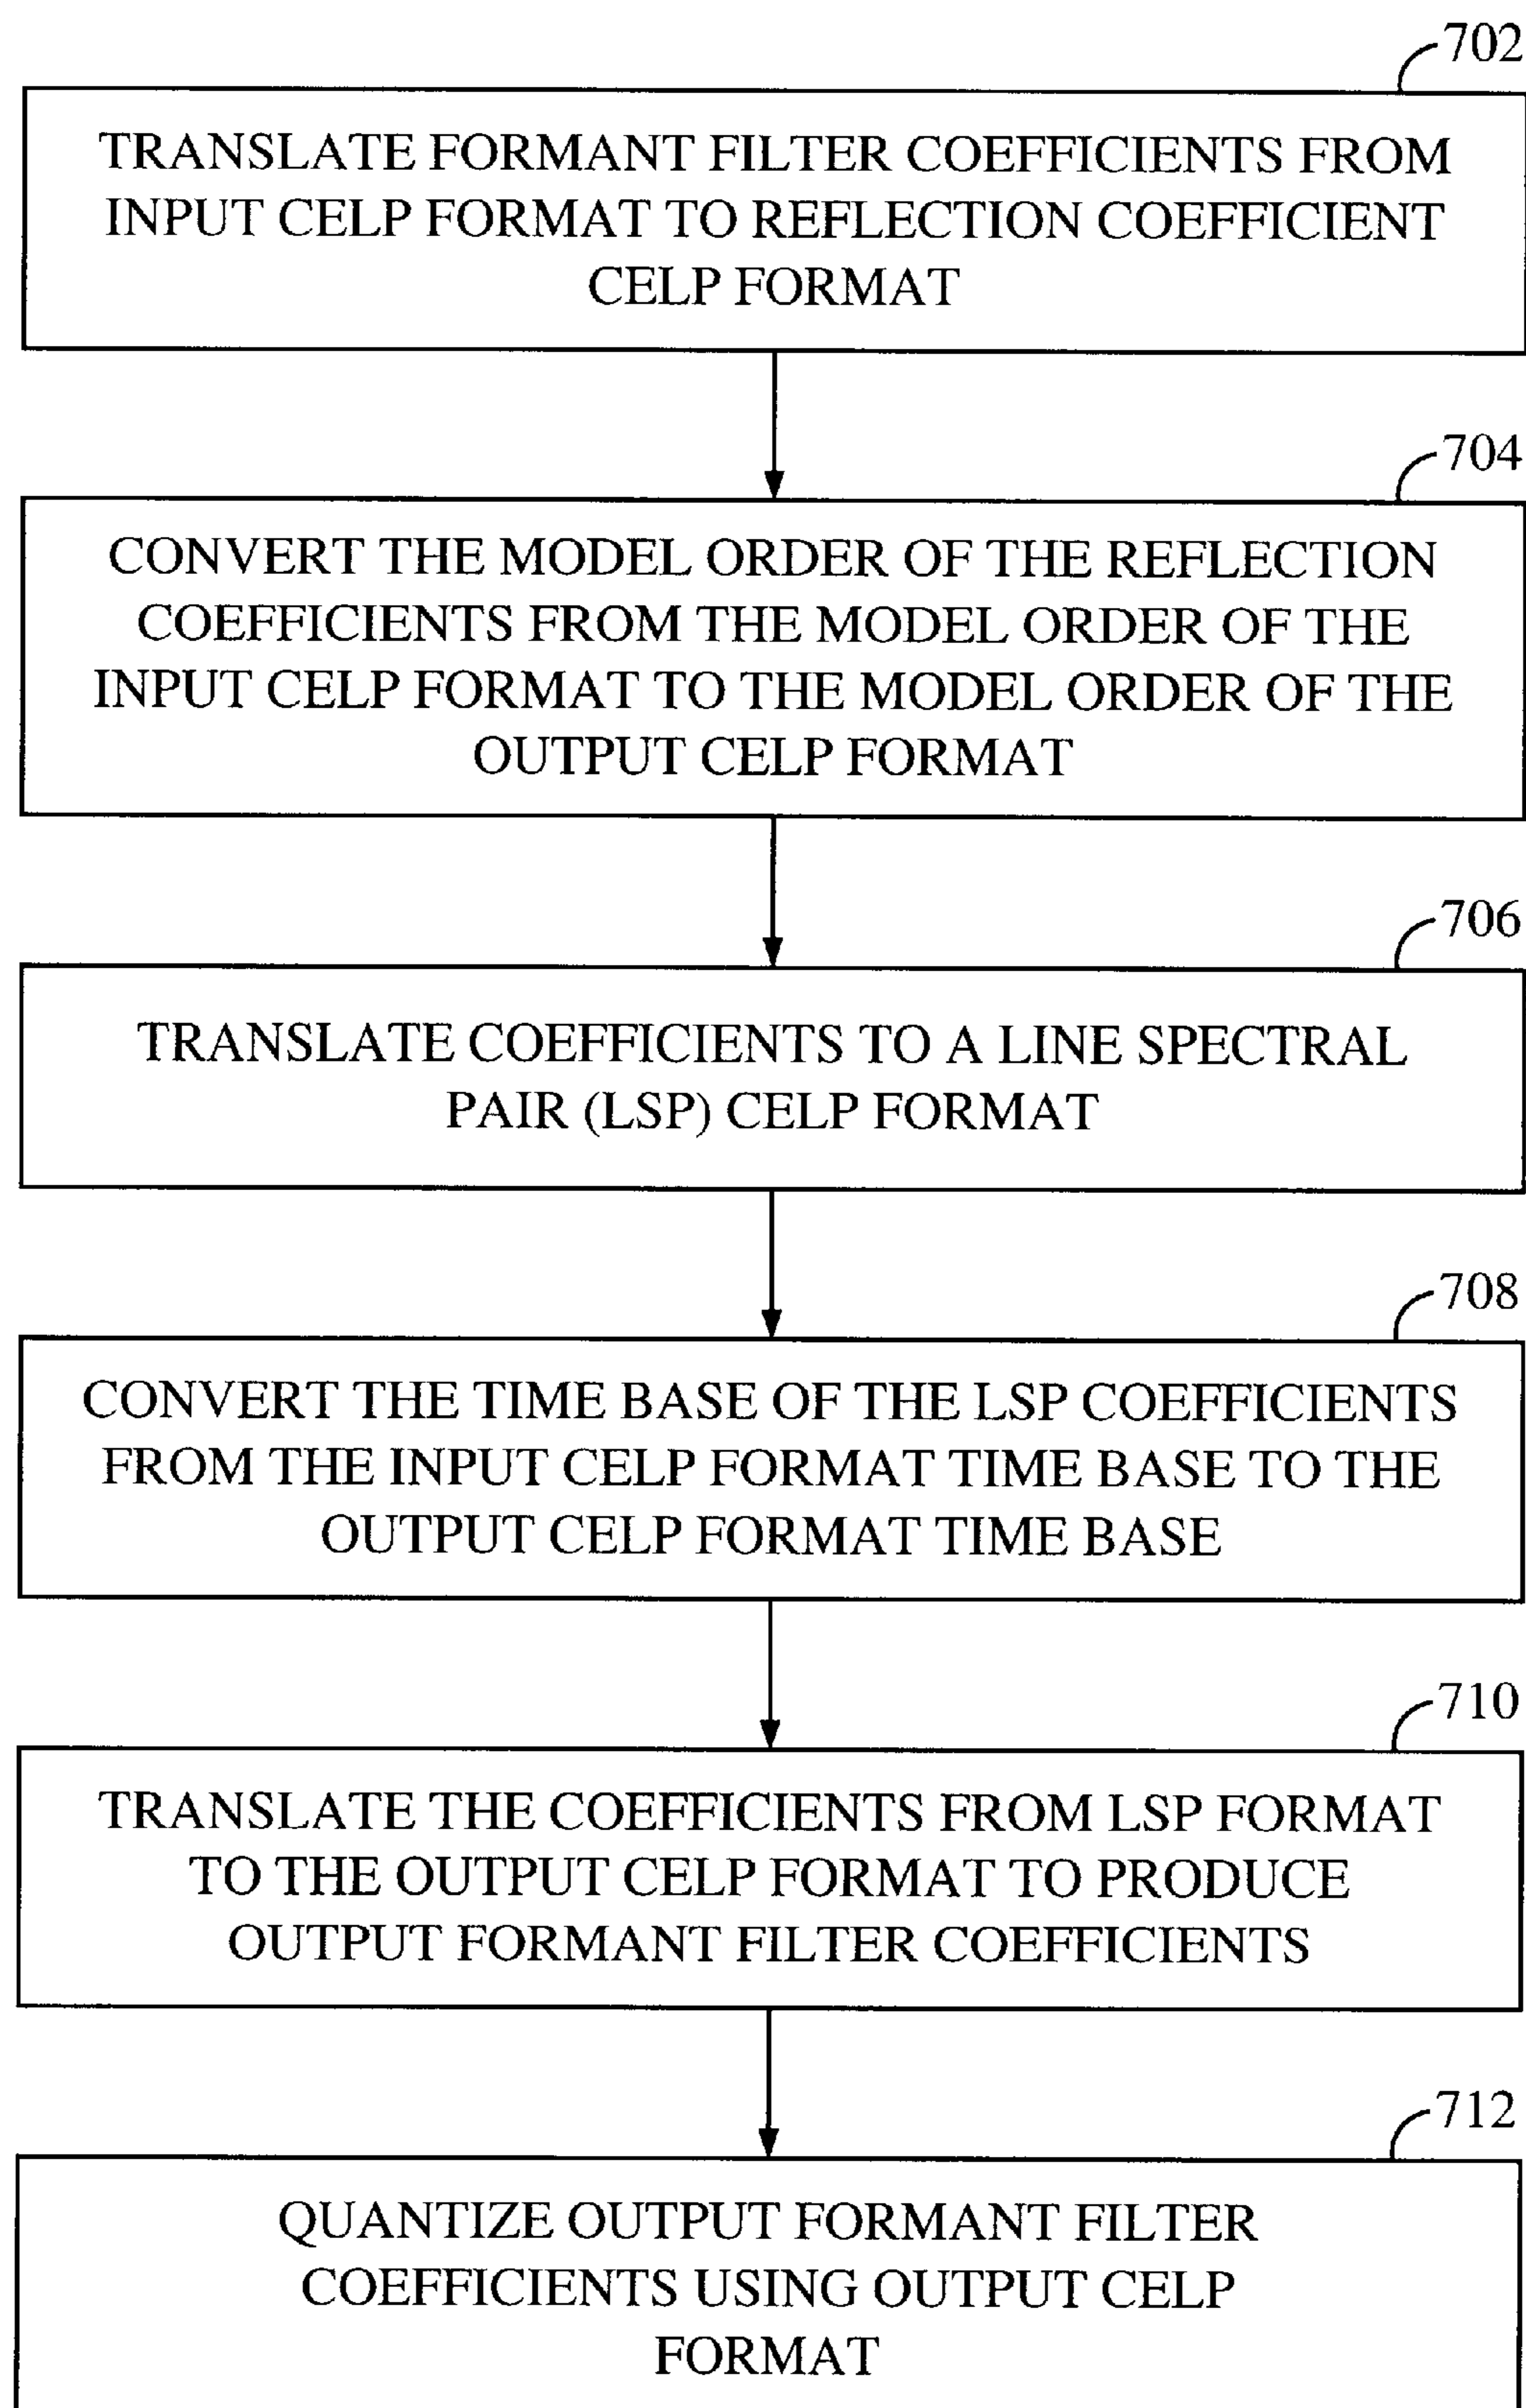 702
TRANSLATE FORMANT FILTER COEFFICIENTS FROM
INPUT CELP FORMAT TO REFLECTION COEFFICIENT
CELP FORMAT
704
CONVERT THE MODEL ORDER OF THE REFLECTION
COEFFICIENTS FROM THE MODEL ORDER OF THE
INPUT CELP FORMAT TO THE MODEL ORDER OF THE
OUTPUT CELP FORMAT
706
TRANSLATE COEFFICIENTS TO A LINE SPECTRAL
PAIR (LSP) CELP FORMAT
708
CONVERT THE TIME BASE OF THE LSP COEFFICIENTS
FROM THE INPUT CELP FORMAT TIME BASE TO THE
OUTPUT CELP FORMAT TIME BASE
710
TRANSLATE THE COEFFICIENTS FROM LSP FORMAT
TO THE OUTPUT CELP FORMAT TO PRODUCE
OUTPUT FORMANT FILTER COEFFICIENTS
712
QUANTIZE OUTPUT FORMANT FILTER
COEFFICIENTS USING OUTPUT CELP
FORMAT